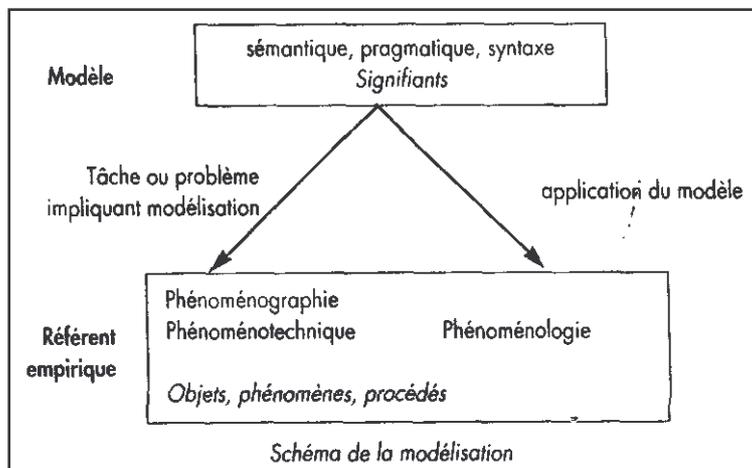 sémantique, pragmatique, syntaxe
Modèle
Signifiants
Tâche ou problème
impliquant modélisation
application du modèle
Phénoménographie
Phénoménotechnique
Phénoménologie
Référent
empirique
Objets, phénomènes, procédés
Schéma de la modélisation